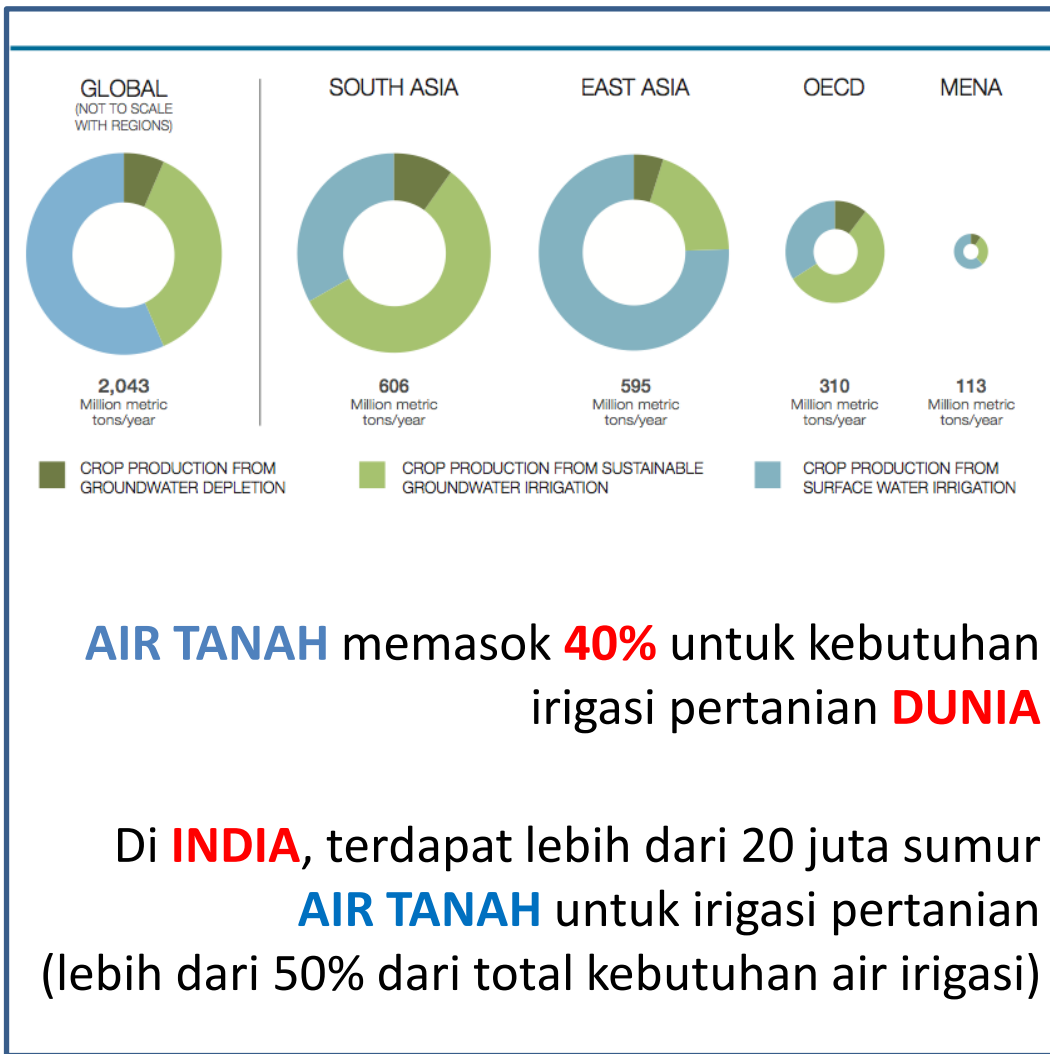 GLOBAL
(NOT TO SCALE
WITH REGIONS)
SOUTH ASIA
EAST ASIA
OECD
MENA
2,043
Million metric
tons/year
606
Million metric
tons/year
595
Million metric
tons/year
310
Million metric
tons/year
113
Million metric
tons/year
CROP PRODUCTION FROM
GROUNDWATER DEPLETION
CROP PRODUCTION FROM SUSTAINABLE
GROUNDWATER IRRIGATION
CROP PRODUCTION FROM
SURFACE WATER IRRIGATION
AIR TANAH memasok 40% untuk kebutuhan
irigasi pertanian DUNIA
Di INDIA, terdapat lebih dari 20 juta sumur
AIR TANAH untuk irigasi pertanian
(lebih dari 50% dari total kebutuhan air irigasi)